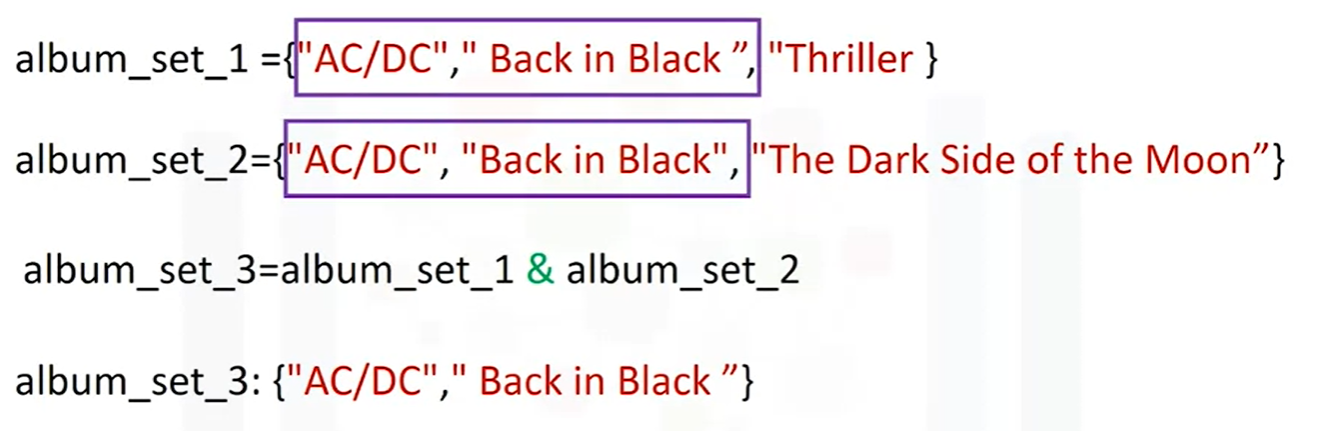 album_set_1 ={"AC/DC"," Back in Black ”, "Thriller }
album_set_2={"AC/DC", "Back in Black", "The Dark Side of the Moon”}
album_set_3=album_set_1 & album_set_2
album_set_3: {"AC/DC"," Back in Black ”}